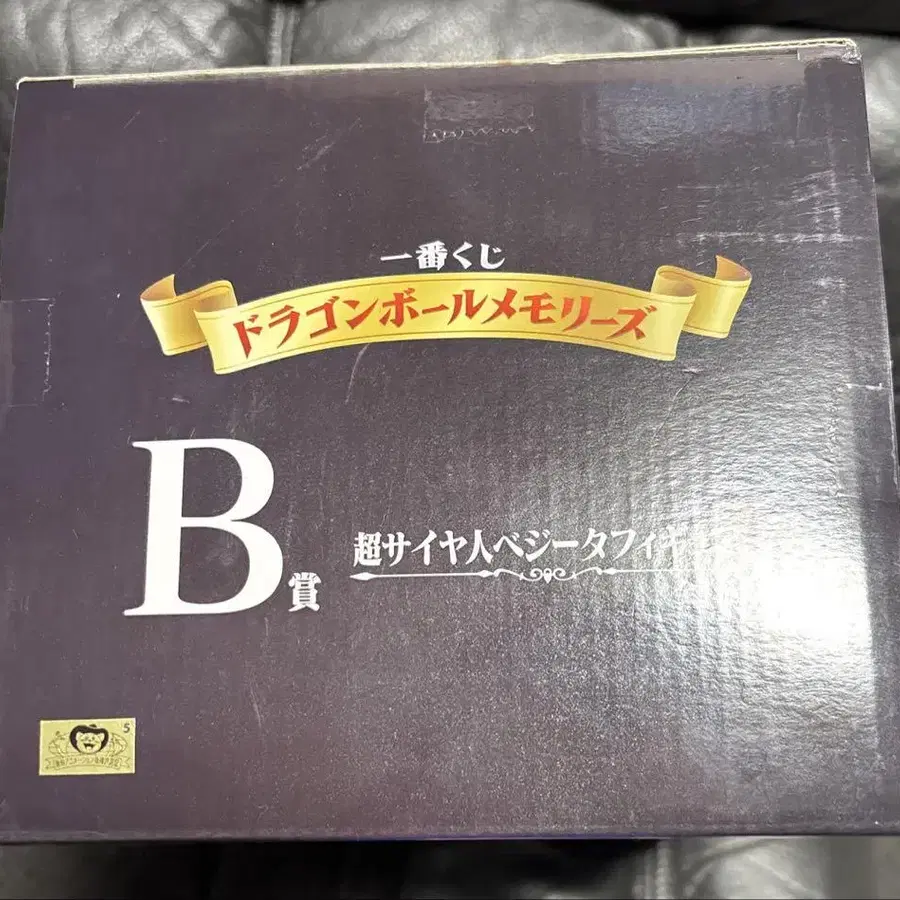 一番くじ
ドラゴンボールメモリーズ
B賞
超サイヤ人ベジータフィギ
S